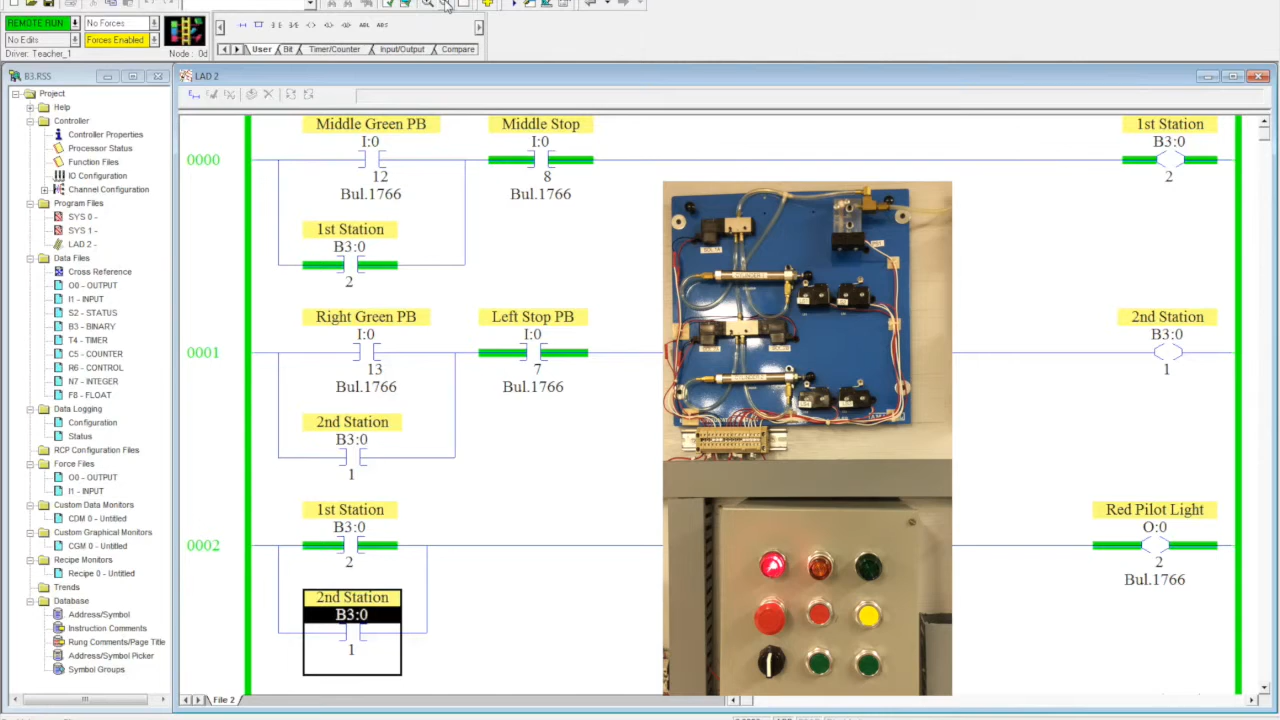 REMOTE RUN
No Forces
No Edits
Forces Enabled
Driver: Teacher_1
Node : 0d
User
Bit
Timer/Counter
Input/Output
Compare
B3.RSS
LAD 2
Project
Help
Controller
Controller Properties
Processor Status
Function Files
IO Configuration
Channel Configuration
Program Files
SYS 0 -
SYS 1 -
LAD 2 -
Data Files
Cross Reference
O0 - OUTPUT
I1 - INPUT
S2 - STATUS
B3 - BINARY
T4 - TIMER
C5 - COUNTER
R6 - CONTROL
N7 - INTEGER
F8 - FLOAT
Data Logging
Configuration
Status
RCP Configuration Files
Force Files
O0 - OUTPUT
I1 - INPUT
Custom Data Monitors
CDM 0 - Untitled
Custom Graphical Monitors
CGM 0 - Untitled
Recipe Monitors
Recipe 0 - Untitled
Trends
Database
Address/Symbol
Instruction Comments
Rung Comments/Page Title
Address/Symbol Picker
Symbol Groups
Middle Green PB
I:0
12
Bul.1766
Middle Stop
I:0
8
Bul.1766
1st Station
B3:0
2
0000
1st Station
B3:0
2
Right Green PB
I:0
13
Bul.1766
Left Stop PB
I:0
7
Bul.1766
2nd Station
B3:0
1
0001
2nd Station
B3:0
1
1st Station
B3:0
2
Red Pilot Light
O:0
2
Bul.1766
0002
2nd Station
B3:0
1
File 2